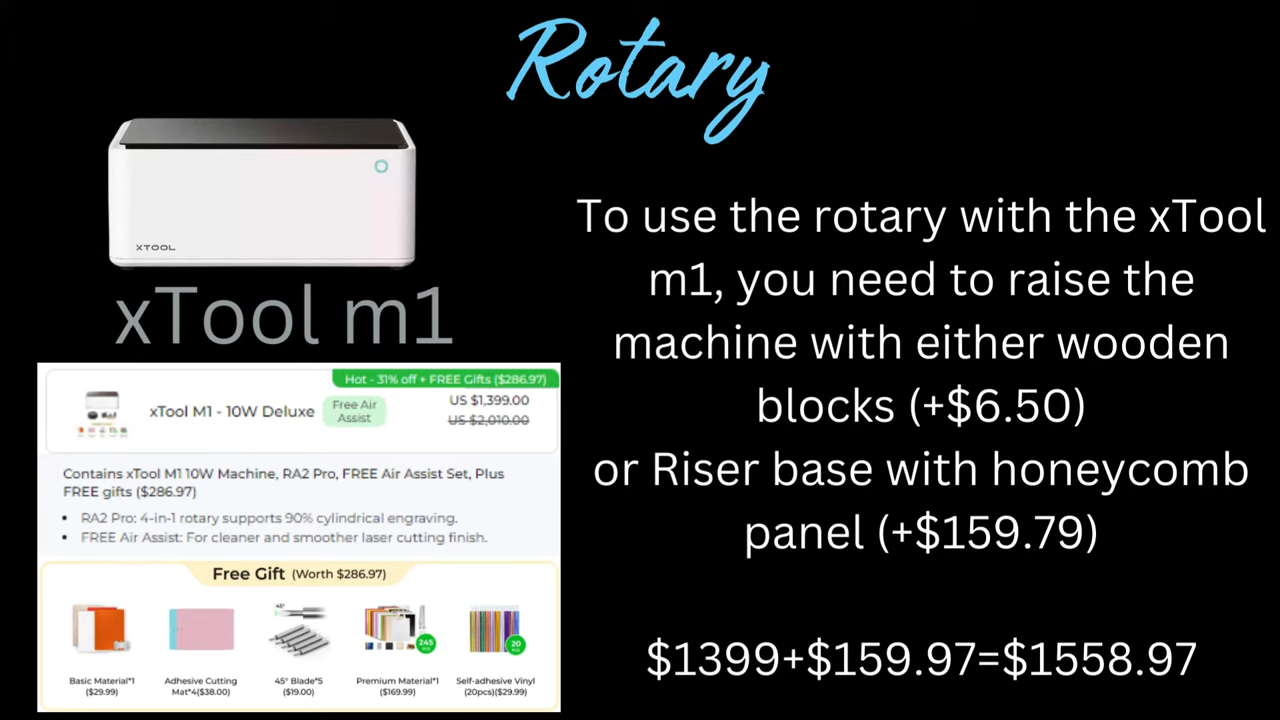 Rotary
XTOOL
xTool m1
To use the rotary with the xTool
m1, you need to raise the
machine with either wooden
blocks (+$6.50)
or Riser base with honeycomb
panel (+$159.79)
$1399+$159.97=$1558.97
Hot - 31% off + FREE Gifts ($286.97)
xTool M1 - 10W Deluxe
Free Air
Assist
US $1,399.00
US $2,010.00
Contains xTool M1 10W Machine, RA2 Pro, FREE Air Assist Set, Plus
FREE gifts ($286.97)
• RA2 Pro: 4-in-1 rotary supports 90% cylindrical engraving.
• FREE Air Assist: For cleaner and smoother laser cutting finish.
Free Gift (Worth $286.97)
45°
245
PCS
20
PCS
Basic Material*1
($29.99)
Adhesive Cutting
Mat*4($38.00)
45° Blade*5
($19.00)
Premium Material*1
($169.99)
Self-adhesive Vinyl
(20pcs)($29.99)